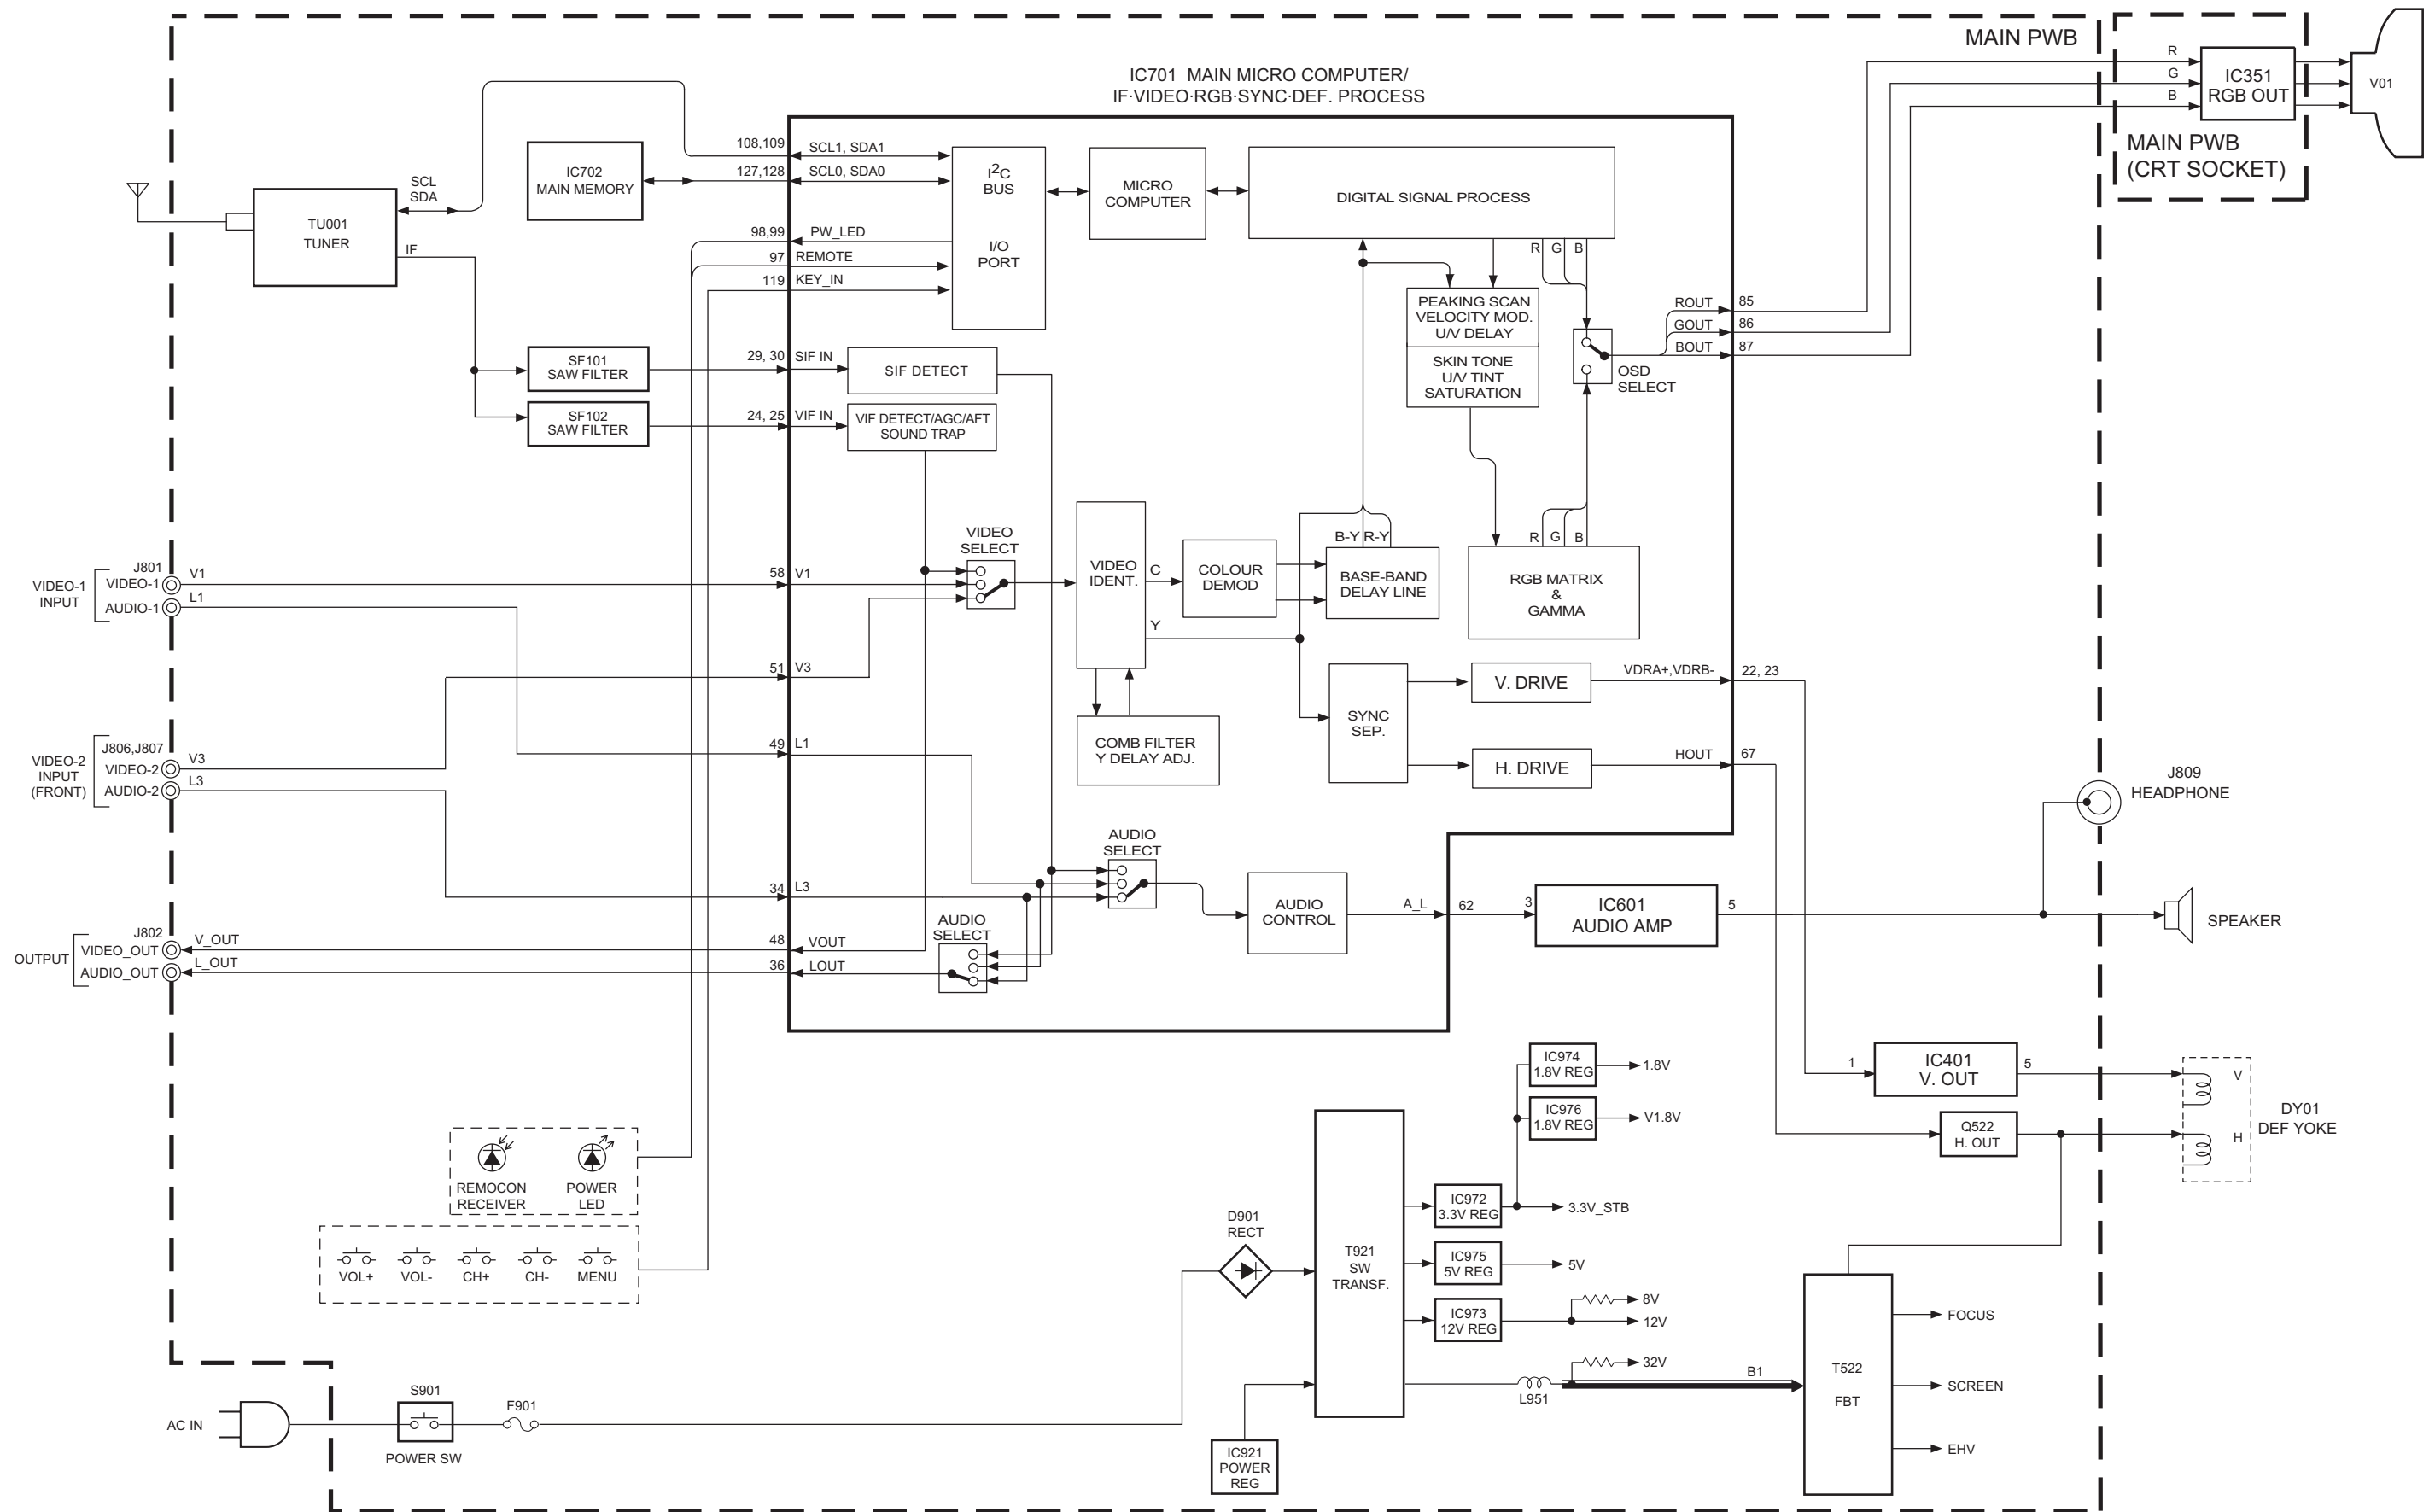 MAIN PWB
IC701 MAIN MICRO COMPUTER/
IF·VIDEO·RGB·SYNC·DEF. PROCESS
R
G
B
IC351
RGB OUT
V01
MAIN PWB
(CRT SOCKET)
TU001
TUNER
SCL
SDA
IF
IC702
MAIN MEMORY
108,109
SCL1, SDA1
127,128
SCL0, SDA0
98,99
PW_LED
97
REMOTE
119
KEY_IN
I2C
BUS
I/O
PORT
MICRO
COMPUTER
DIGITAL SIGNAL PROCESS
R
G
B
PEAKING SCAN
VELOCITY MOD.
U/V DELAY
SKIN TONE
U/V TINT
SATURATION
OSD
SELECT
ROUT
85
GOUT
86
BOUT
87
SF101
SAW FILTER
29, 30
SIF IN
SIF DETECT
SF102
SAW FILTER
24, 25
VIF IN
VIF DETECT/AGC/AFT
SOUND TRAP
VIDEO
SELECT
VIDEO
IDENT.
C
Y
COLOUR
DEMOD
B-Y
R-Y
BASE-BAND
DELAY LINE
R
G
B
RGB MATRIX
&
GAMMA
VIDEO-1
INPUT
J801
VIDEO-1
AUDIO-1
V1
L1
58
V1
51
V3
COMB FILTER
Y DELAY ADJ.
SYNC
SEP.
V. DRIVE
VDRA+,VDRB-
22, 23
H. DRIVE
HOUT
67
VIDEO-2
INPUT
(FRONT)
J806,J807
VIDEO-2
AUDIO-2
V3
L3
49
L1
34
L3
J809
HEADPHONE
AUDIO
SELECT
AUDIO
CONTROL
A_L
62
3
IC601
AUDIO AMP
5
SPEAKER
AUDIO
SELECT
OUTPUT
J802
VIDEO_OUT
AUDIO_OUT
V_OUT
L_OUT
48
VOUT
36
LOUT
1
IC401
V. OUT
5
Q522
H. OUT
V
H
DY01
DEF YOKE
IC974
1.8V REG
1.8V
IC976
1.8V REG
V1.8V
REMOCON
RECEIVER
POWER
LED
VOL+
VOL-
CH+
CH-
MENU
D901
RECT
T921
SW
TRANSF.
IC972
3.3V REG
3.3V_STB
IC975
5V REG
5V
IC973
12V REG
8V
12V
32V
L951
B1
T522
FBT
FOCUS
SCREEN
EHV
AC IN
S901
POWER SW
F901
IC921
POWER
REG